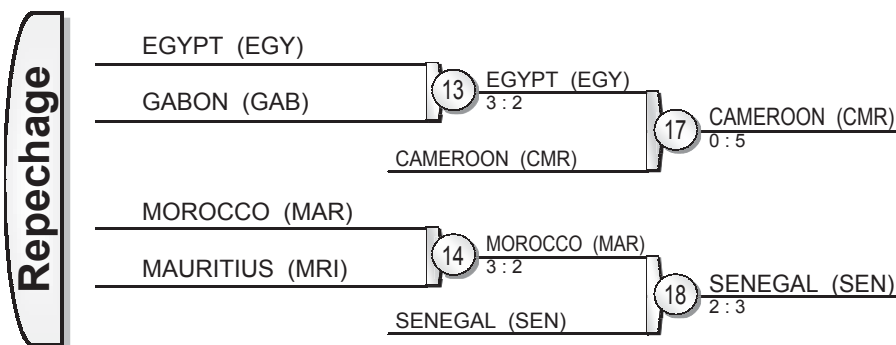 Repechage
EGYPT (EGY)
GABON (GAB)
13
EGYPT (EGY)
3 : 2
CAMEROON (CMR)
17
CAMEROON (CMR)
0 : 5
MOROCCO (MAR)
MAURITIUS (MRI)
14
MOROCCO (MAR)
3 : 2
SENEGAL (SEN)
18
SENEGAL (SEN)
2 : 3